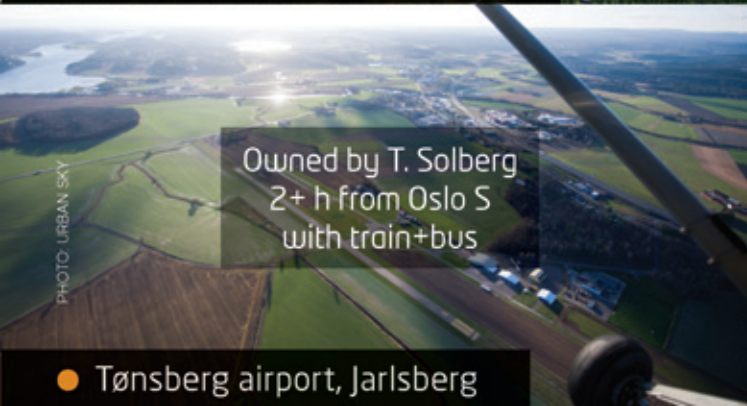 Owned by T. Solberg
2+ h from Oslo S
with train+bus
PHOTO: URBAN SKY
Tønsberg airport, Jarlsberg